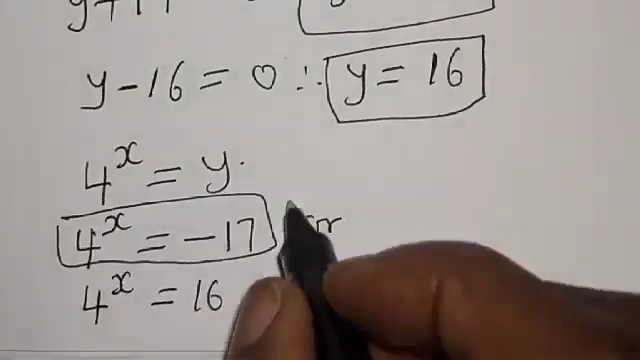 y - 16 = 0 ∴ y = 16
4^x = y.
4^x = -17
4^x = 16